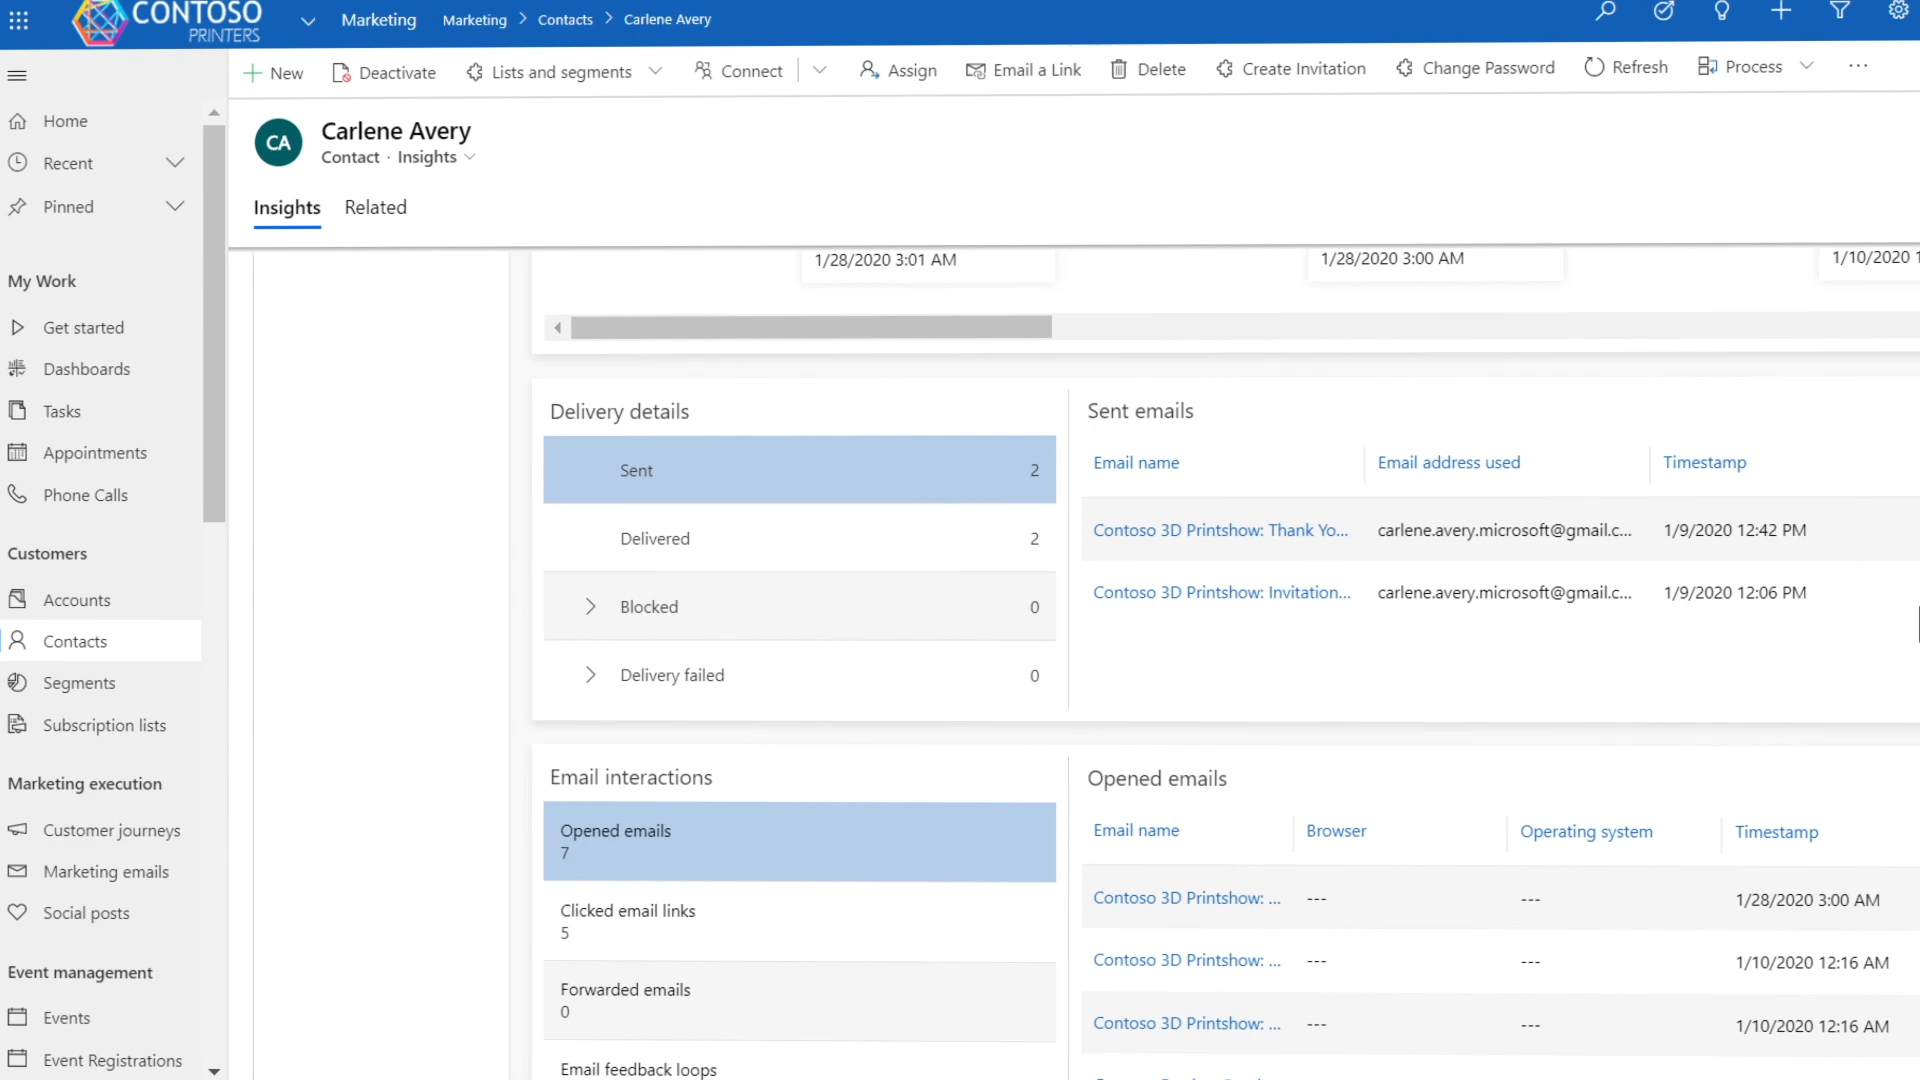 CONTOSO
PRINTERS
Marketing
Marketing > Contacts > Carlene Avery
New
Deactivate
Lists and segments
Connect
Assign
Email a Link
Delete
Create Invitation
Change Password
Refresh
Process
Home
Recent
Pinned
My Work
Get started
Dashboards
Tasks
Appointments
Phone Calls
Customers
Accounts
Contacts
Segments
Subscription lists
Marketing execution
Customer journeys
Marketing emails
Social posts
Event management
Events
Event Registrations
CA
Carlene Avery
Contact · Insights
Insights
Related
1/28/2020 3:01 AM
1/28/2020 3:00 AM
1/10/2020 1
Delivery details
Sent 2
Delivered 2
Blocked 0
Delivery failed 0
Sent emails
Email name Email address used Timestamp
Contoso 3D Printshow: Thank Yo... carlene.avery.microsoft@gmail.c... 1/9/2020 12:42 PM
Contoso 3D Printshow: Invitation... carlene.avery.microsoft@gmail.c... 1/9/2020 12:06 PM
Email interactions
Opened emails
7
Clicked email links
5
Forwarded emails
0
Email feedback loops
Opened emails
Email name Browser Operating system Timestamp
Contoso 3D Printshow: ... --- --- 1/28/2020 3:00 AM
Contoso 3D Printshow: ... --- --- 1/10/2020 12:16 AM
Contoso 3D Printshow: ... --- --- 1/10/2020 12:16 AM